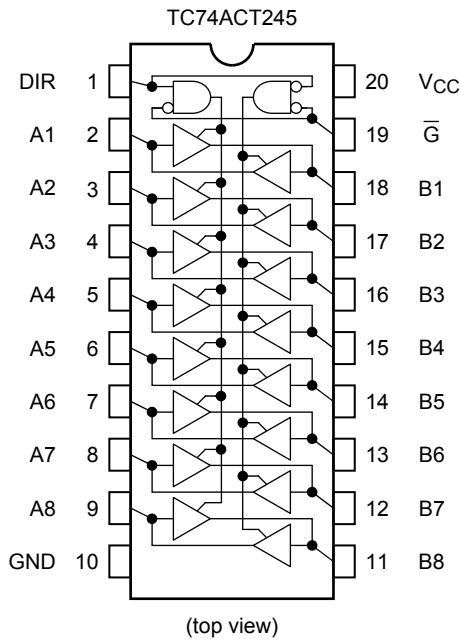 TC74ACT245
DIR 1 20 VCC
A1 2 19 G̅
A2 3 18 B1
A3 4 17 B2
A4 5 16 B3
A5 6 15 B4
A6 7 14 B5
A7 8 13 B6
A8 9 12 B7
GND 10 11 B8
(top view)